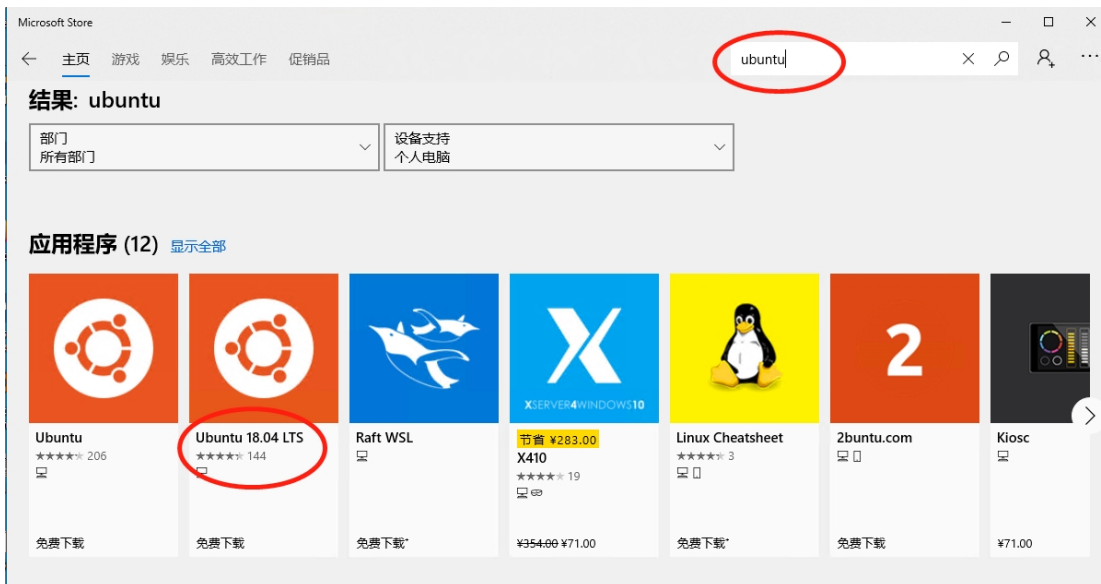 Microsoft Store
主页 游戏 娱乐 高效工作 促销品
ubuntu
结果: ubuntu
部门
所有部门
设备支持
个人电脑
应用程序 (12) 显示全部
XSERVER4WINDOWS10
2
Ubuntu
206
免费下载
Ubuntu 18.04 LTS
144
免费下载
Raft WSL
免费下载*
节省 ¥283.00
X410
19
¥354.00 ¥71.00
Linux Cheatsheet
3
免费下载*
2buntu.com
免费下载
Kiosc
¥71.00